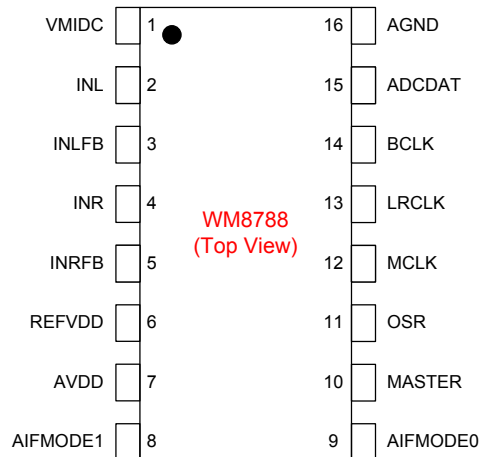 VMIDC 1 16 AGND
INL 2 15 ADCDAT
INLFB 3 14 BCLK
INR 4 13 LRCLK
WM8788
(Top View)
INRFB 5 12 MCLK
REFVDD 6 11 OSR
AVDD 7 10 MASTER
AIFMODE1 8 9 AIFMODE0